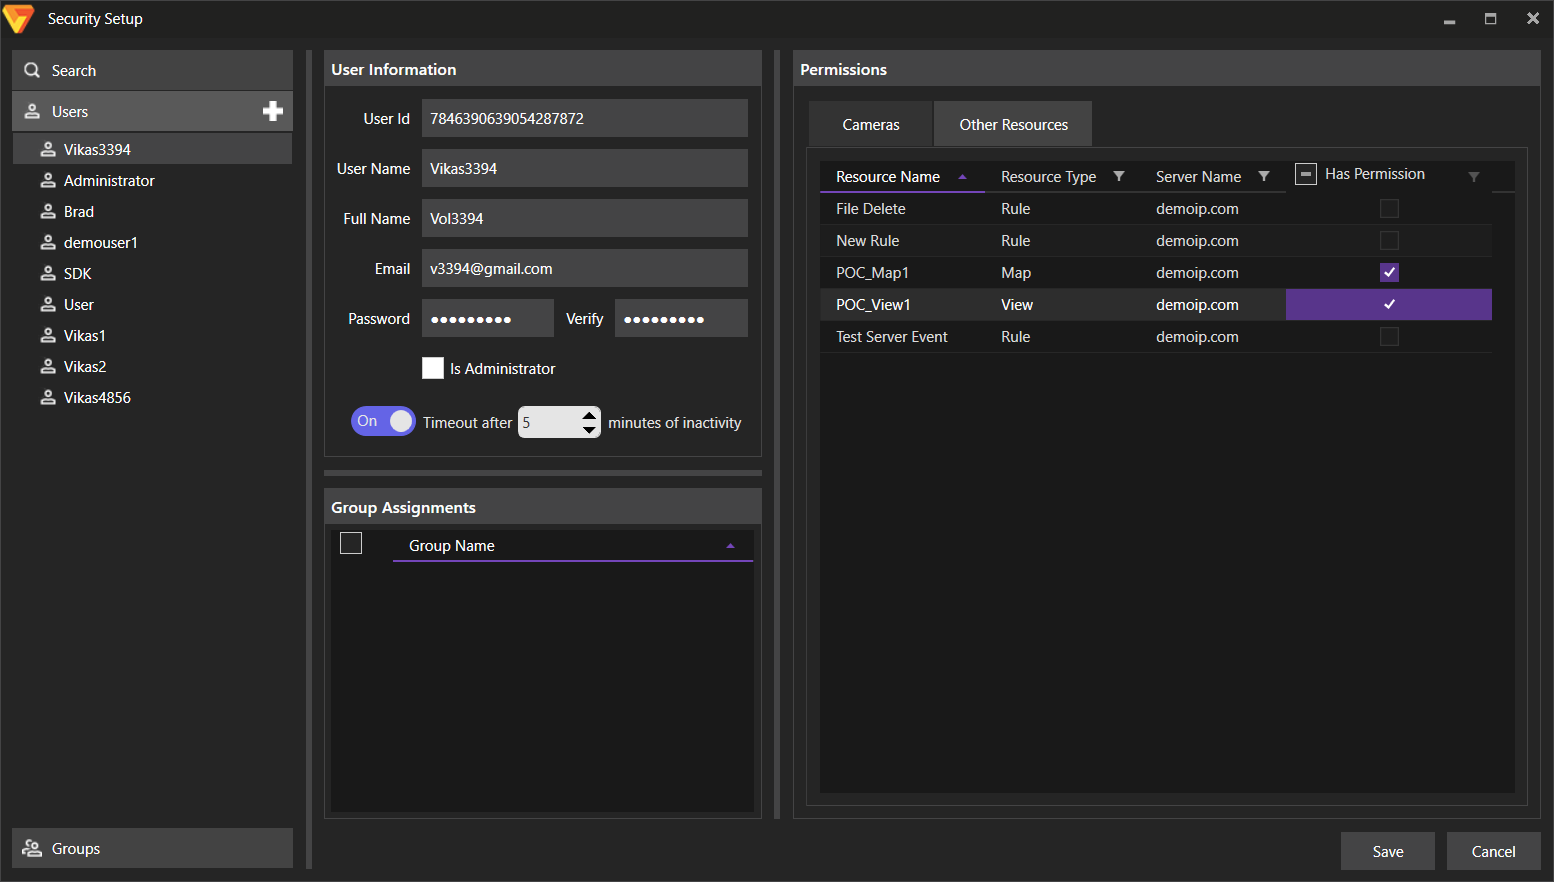 Security Setup
Search
Users
Vikas3394
Administrator
Brad
demouser1
SDK
User
Vikas1
Vikas2
Vikas4856
Groups
User Information
User Id 7846390639054287872
User Name Vikas3394
Full Name Vol3394
Email v3394@gmail.com
Password ●●●●●●●●● Verify ●●●●●●●●●
Is Administrator
On Timeout after 5 minutes of inactivity
Group Assignments
Group Name
Permissions
Cameras Other Resources
Resource Name Resource Type Server Name Has Permission
File Delete Rule demoip.com
New Rule Rule demoip.com
POC_Map1 Map demoip.com
POC_View1 View demoip.com
Test Server Event Rule demoip.com
Save Cancel